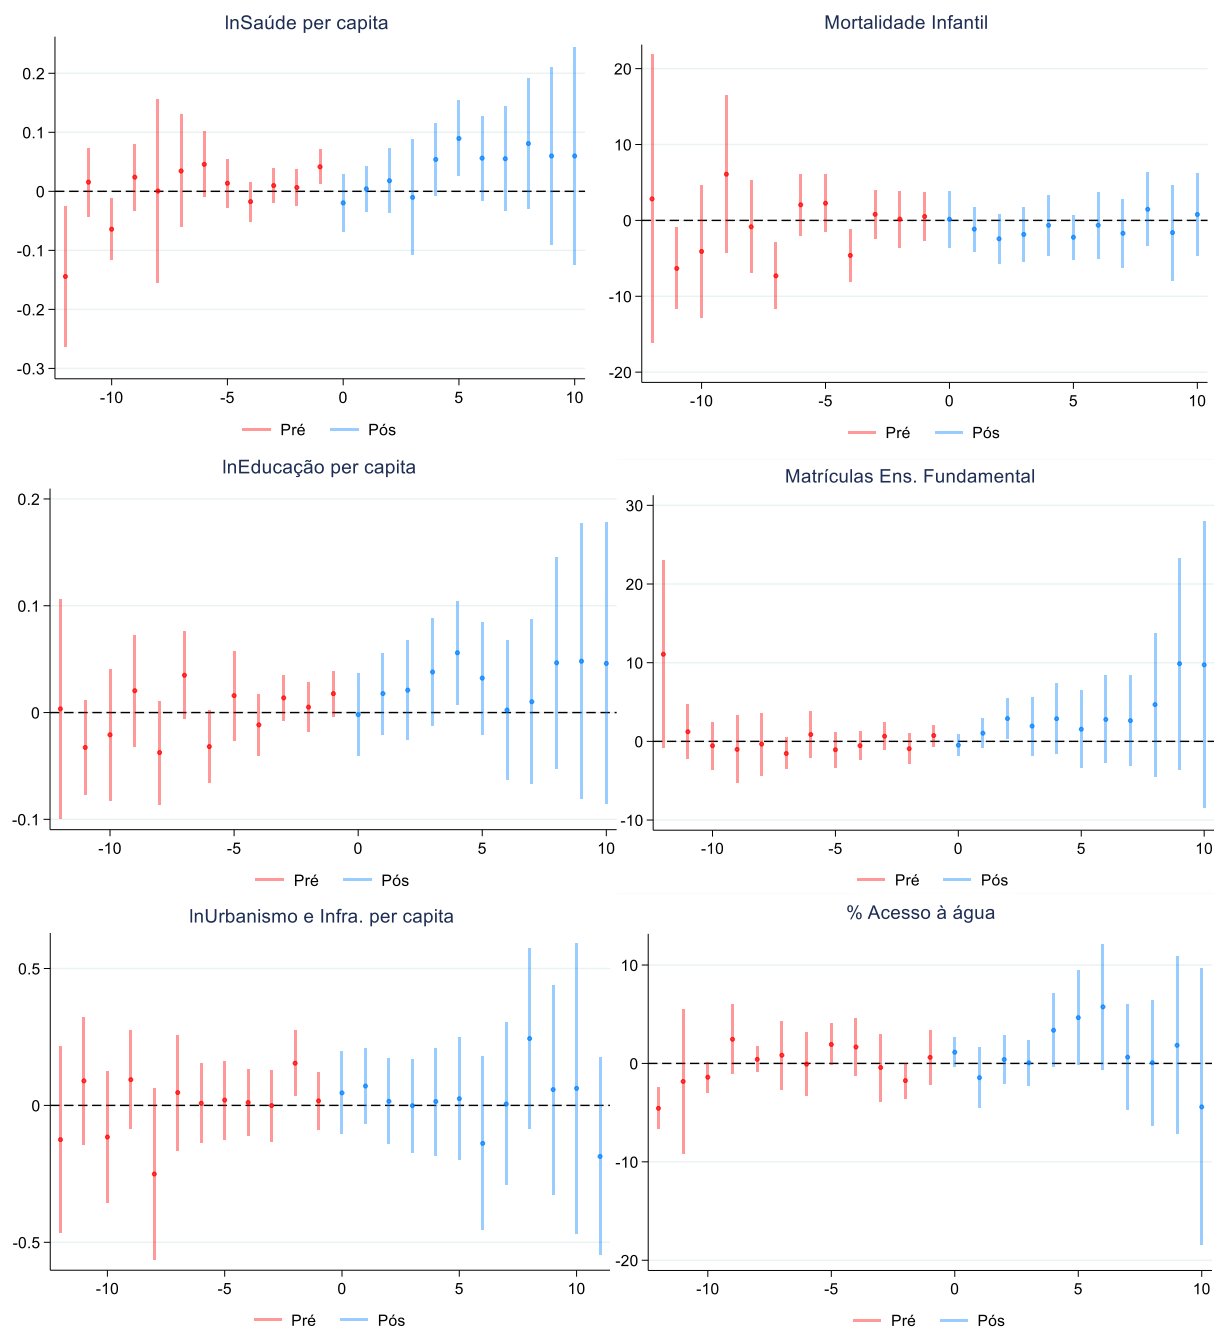 lnSaúde per capita
0.2
0.1
0
-0.1
-0.2
-0.3
-10 -5 0 5 10
Pré Pós
Mortalidade Infantil
20
10
0
-10
-20
-10 -5 0 5 10
Pré Pós
lnEducação per capita
0.2
0.1
0
-0.1
-10 -5 0 5 10
Pré Pós
Matrículas Ens. Fundamental
30
20
10
0
-10
-10 -5 0 5 10
Pré Pós
lnUrbanismo e Infra. per capita
0.5
0
-0.5
-10 -5 0 5 10
Pré Pós
% Acesso à água
10
0
-10
-20
-10 -5 0 5 10
Pré Pós